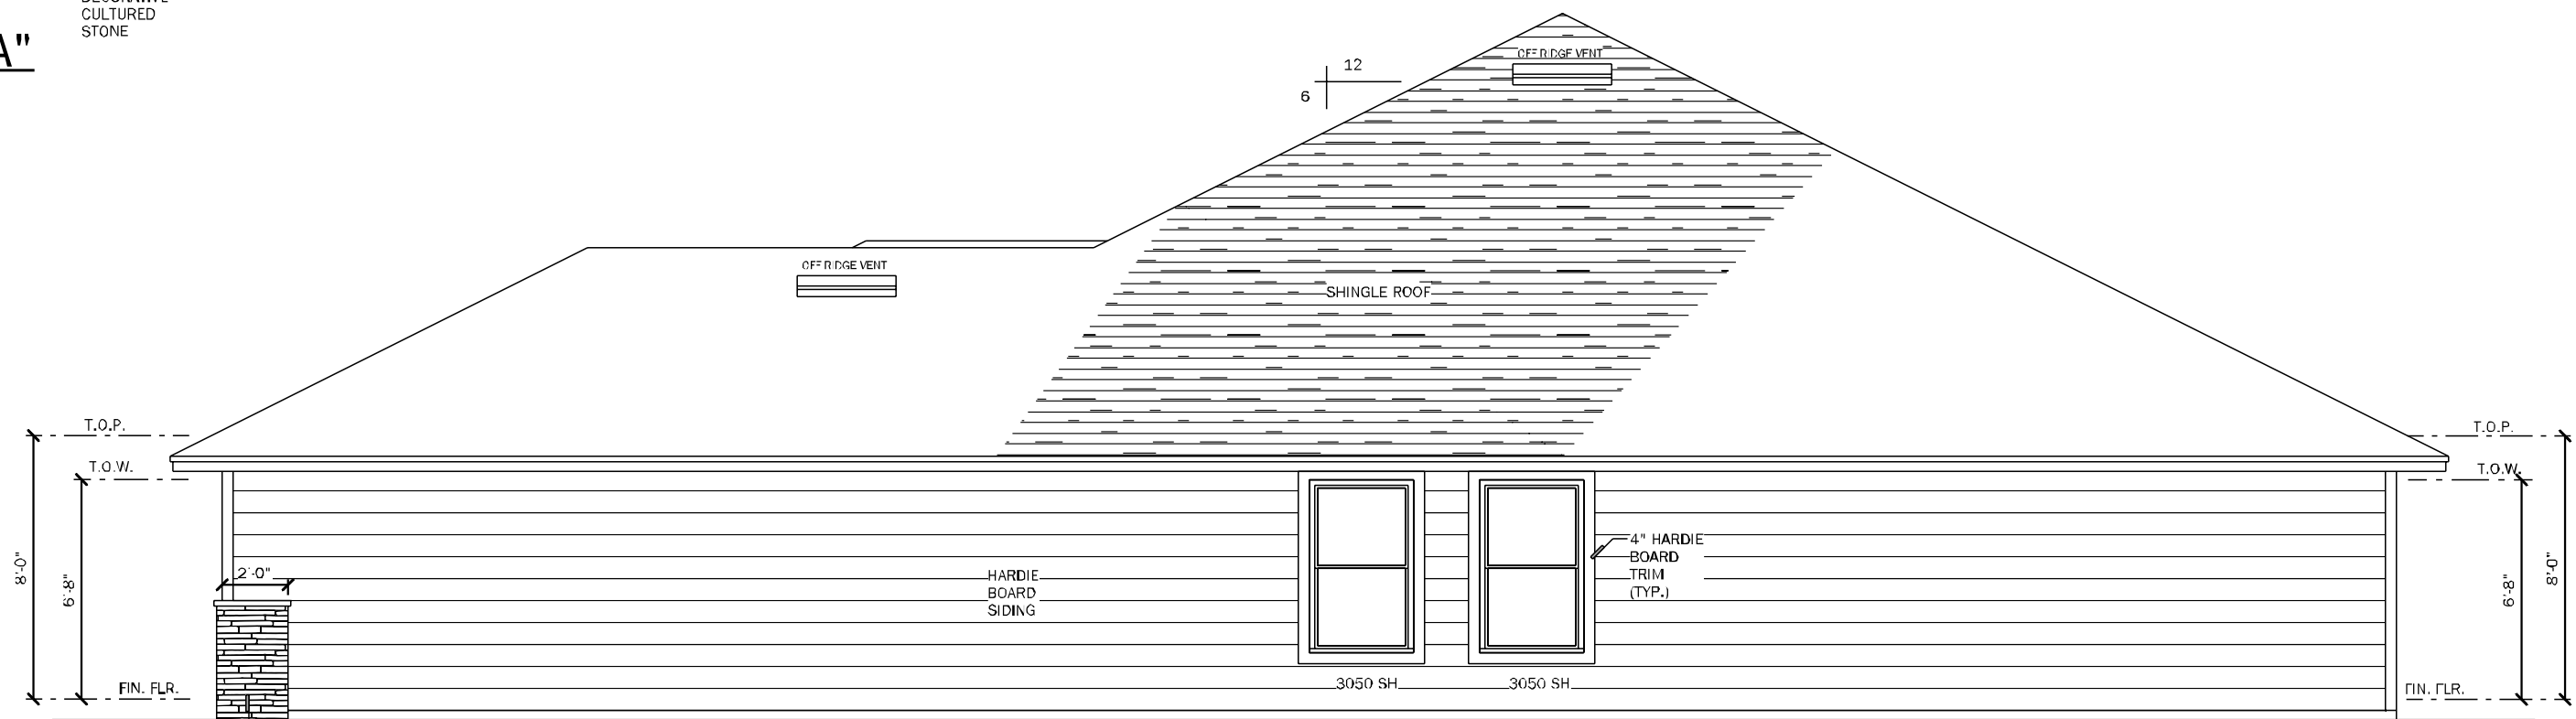 CULTURED
STONE
A"
12
6
OFF RIDGE VENT
OFF RIDGE VENT
SHINGLE ROOF
T.O.P.
T.O.W.
8'-0"
6'-8"
FIN. FLR.
2'-0"
HARDIE
BOARD
SIDING
4" HARDIE
BOARD
TRIM
(TYP.)
3050 SH
3050 SH
T.O.P.
T.O.W.
6'-8"
8'-0"
FIN. FLR.